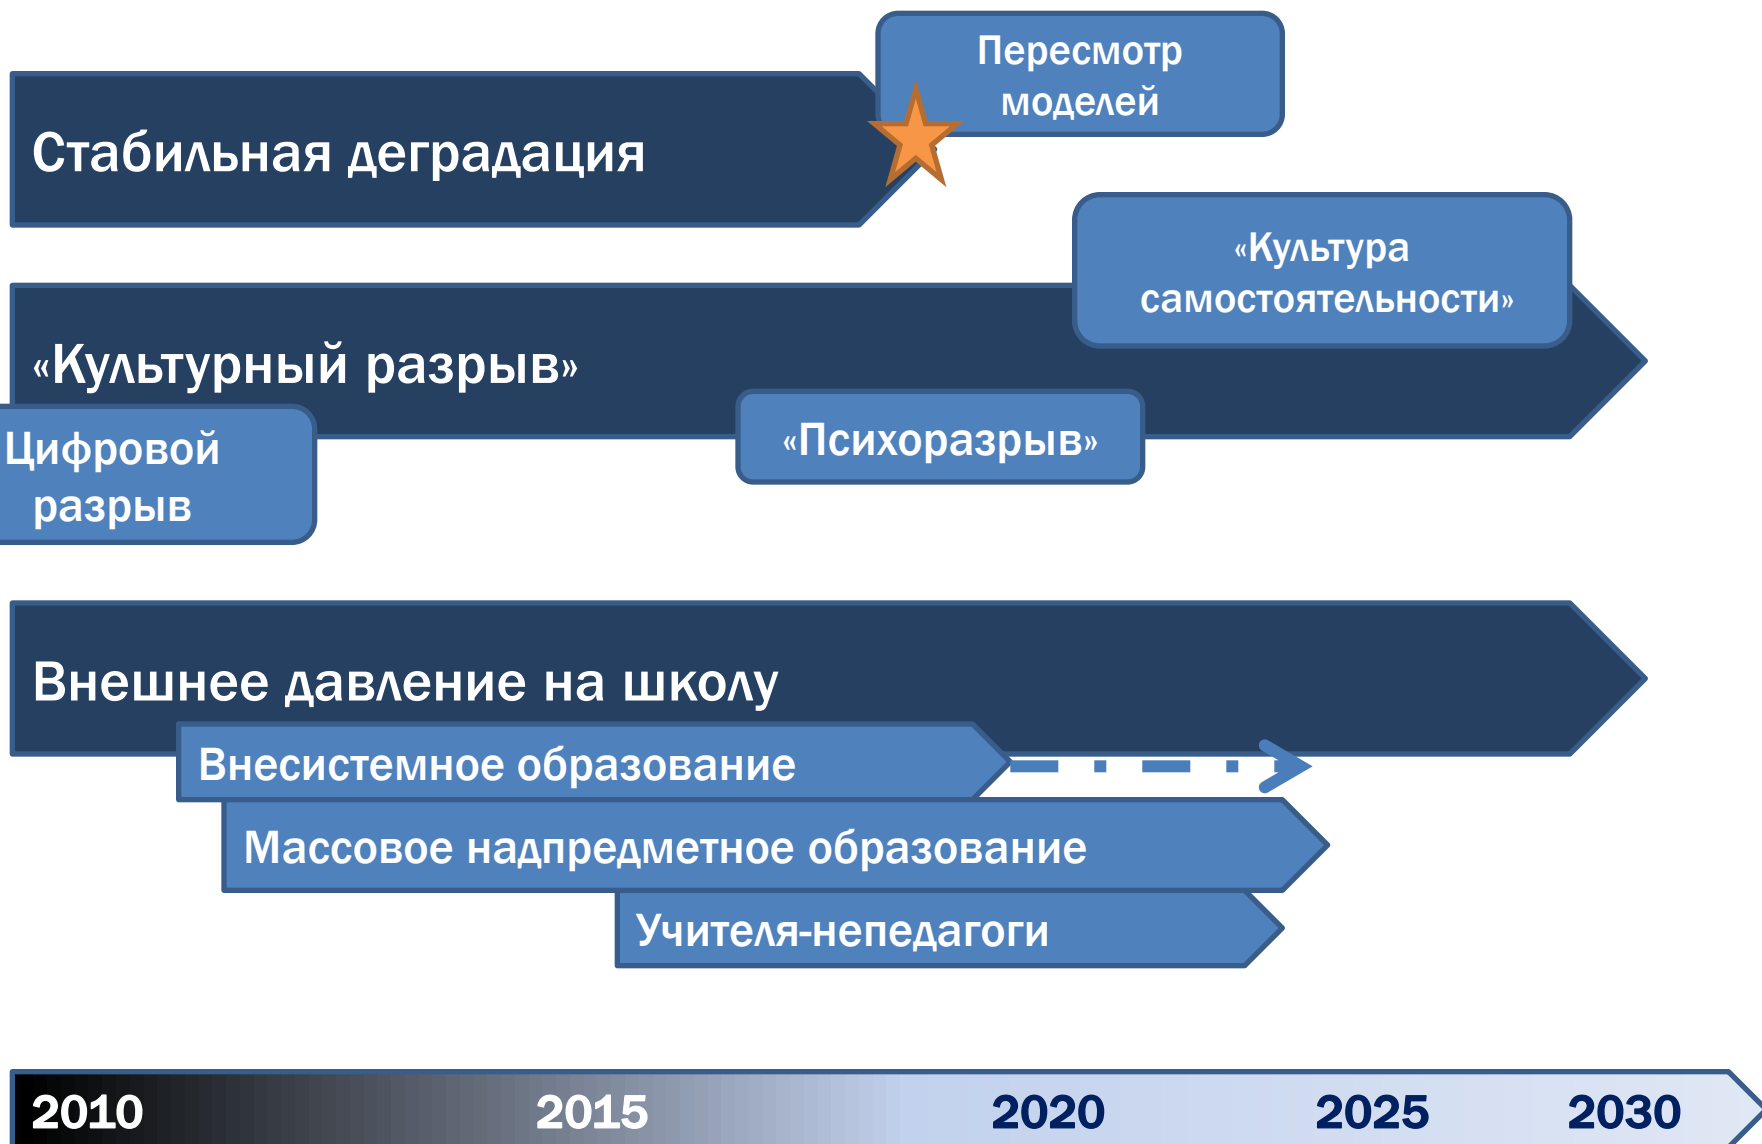 Пересмотр
моделей
Стабильная деградация
«Культура
самостоятельности»
«Культурный разрыв»
«Психоразрыв»
Цифровой
разрыв
Внешнее давление на школу
Внесистемное образование
Массовое надпредметное образование
Учителя-непедагоги
2010 2015 2020 2025 2030